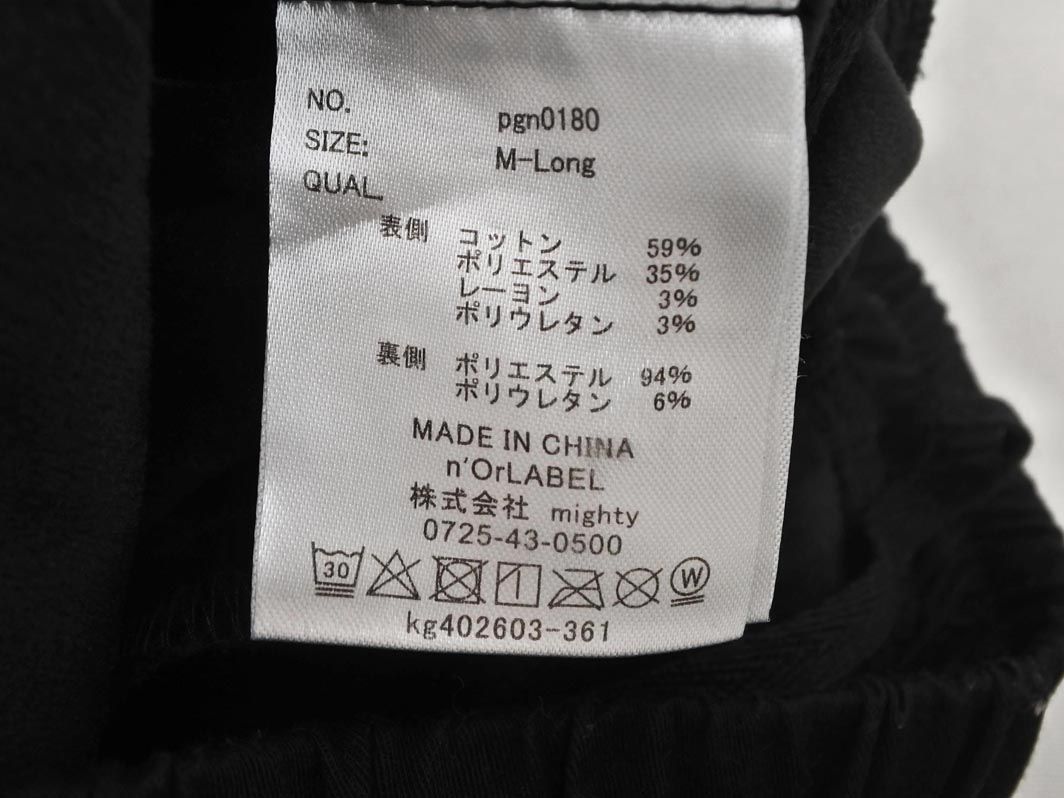 NO. pgn0180
SIZE: M-Long
QUAL.
表側 コットン 59%
ポリエステル 35%
レーヨン 3%
ポリウレタン 3%
裏側 ポリエステル 94%
ポリウレタン 6%
MADE IN CHINA
n'OrLABEL
株式会社 mighty
0725-43-0500
30 W
kg402603-361